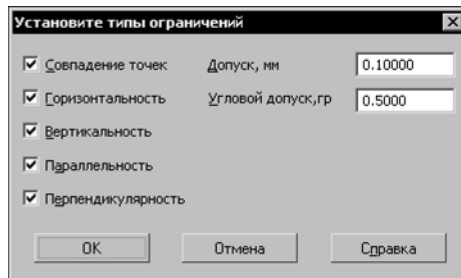 Установите типы ограничений
Совпадение точек Допуск, мм 0.10000
Горизонтальность Угловой допуск,гр 0.5000
Вертикальность
Параллельность
Перпендикулярность
OK Отмена Справка